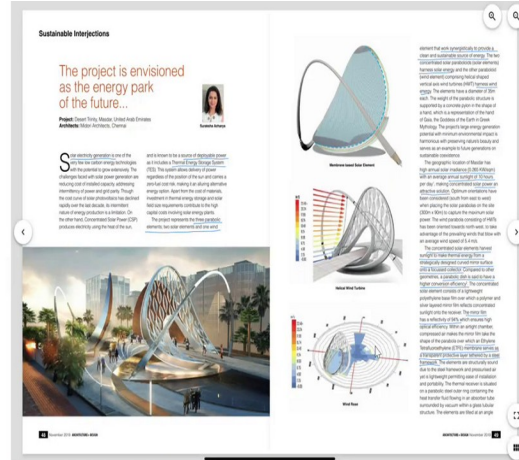 Sustainable Interjections
The project is envisioned
as the energy park
of the future...
Project: Desert Trinity, Masdar, United Arab Emirates
Architects:
Surekha Acharya
Solar electricity generation is one of the
very few low carbon energy technologies
with the potential to grow extensively. The
challenges faced with solar power generation are
reducing cost of installed capacity, addressing
intermittency of power and grid parity. Though
the cost curve of solar photovoltaics has declined
rapidly over the last decade, its intermittent
nature of energy production is a limitation. On
the other hand, Concentrated Solar Power (CSP)
produces electricity using the heat of the sun,
and is known to be a source of deployable power
as it includes a Thermal Energy Storage System
(TES). This system allows delivery of power
regardless of the position of the sun and carries a
zero-fuel cost risk, making it an alluring alternative
energy option. Apart from the cost of materials,
investment in thermal energy storage and solar
field size requirements contribute to the high
capital costs involving solar energy plants.
The project represents the three parabolic
elements, two solar elements and one wind
48 November 2019 ARCHITECTURE + DESIGN
Membrane-based Solar Element
Helical Wind Turbine
Wind Rose
element that work synergistically to provide a
clean and sustainable source of energy. The two
concentrated solar paraboloids (solar elements)
harness solar energy and the other paraboloid
(wind element) comprising helical shaped
vertical-axis wind turbines (HAWT) harness wind
energy. The elements have a diameter of 35m
each. The weight of the parabolic structure is
supported by a concrete pylon in the shape of
a hand, which is a representation of the hand
of Gaia, the Goddess of the Earth in Greek
Mythology. The project's large energy generation
potential with minimum environmental impact is
harmonious with preserving nature's beauty and
serves as an example to future generations for
sustainable coexistence.
The geographic location of Masdar has
high annual solar irradiance
with an average annual sunlight of 10 hours
per day; making concentrated solar power an
attractive solution. Optimum orientations have
been considered (south from east to west)
when placing the solar parabolas on the site
to capture the maximum solar
power. The wind parabola consisting of HAWTs
has been oriented towards north-west, to take
advantage of the prevailing winds that blow with
an average wind speed of
The concentrated solar elements harvest
sunlight to make thermal energy from a
strategically designed curved mirror surface
onto a focussed collector. Compared to other
geometries, a parabolic dish is said to have a
higher conversion efficiency. The concentrated
solar element consists of a lightweight
polyethylene base film over which a polymer and
silver-layered mirror film reflects concentrated
sunlight onto the receiver. The mirror film
has a reflectivity of 94% which ensures high
optical efficiency. Within an airtight chamber,
compressed air makes the mirror film take the
shape of the parabola over which an Ethylene
Tetrafluoroethylene (ETFE) membrane serves as
a transparent protective layer tethered by a steel
framework. The elements are structurally sound
due to the steel framework and pressurised air
yet a lightweight permitting ease of installation
and portability. The thermal receiver is situated
on a parabolic steel outer ring containing the
heat transfer fluid flowing in an absorber tube
surrounded by vacuum within a glass tubular
structure. The elements are tilted at an angle
ARCHITECTURE + DESIGN November 2019 49